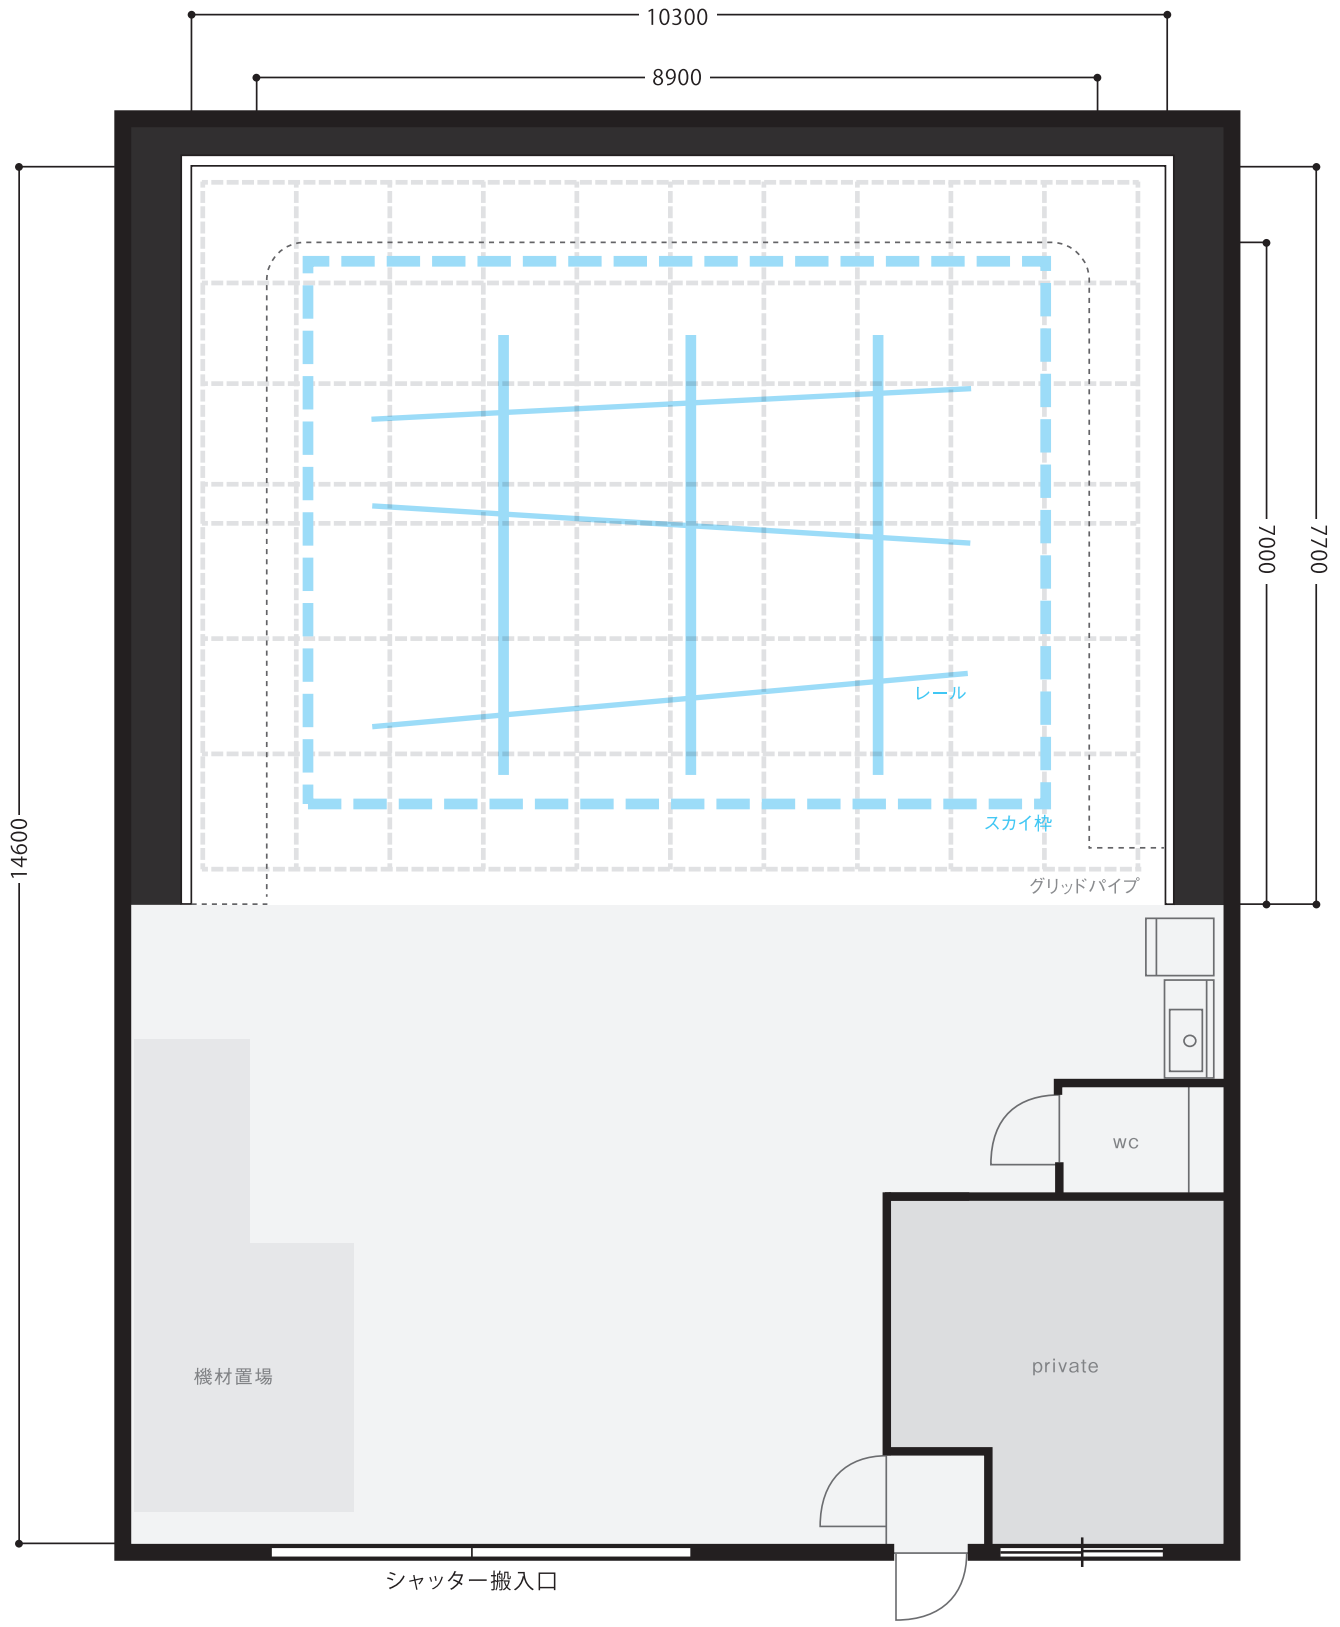 10300
8900
7000
7700
14600
レール
スカイ枠
グリッドパイプ
wc
private
機材置場
シャッター搬入口